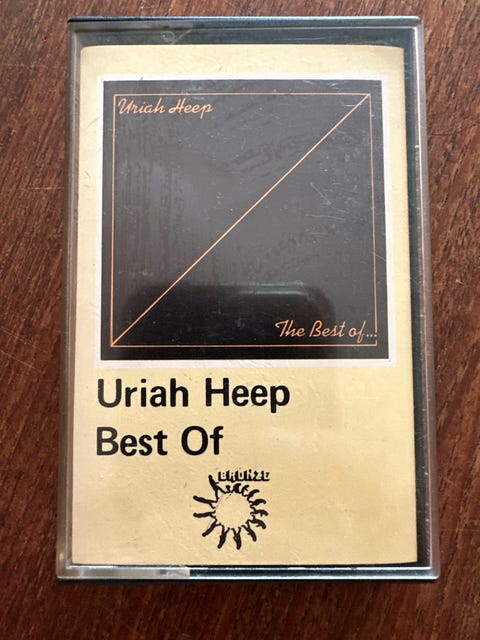 Uriah Heep
The Best of...
Uriah Heep
Best Of
BRONZE